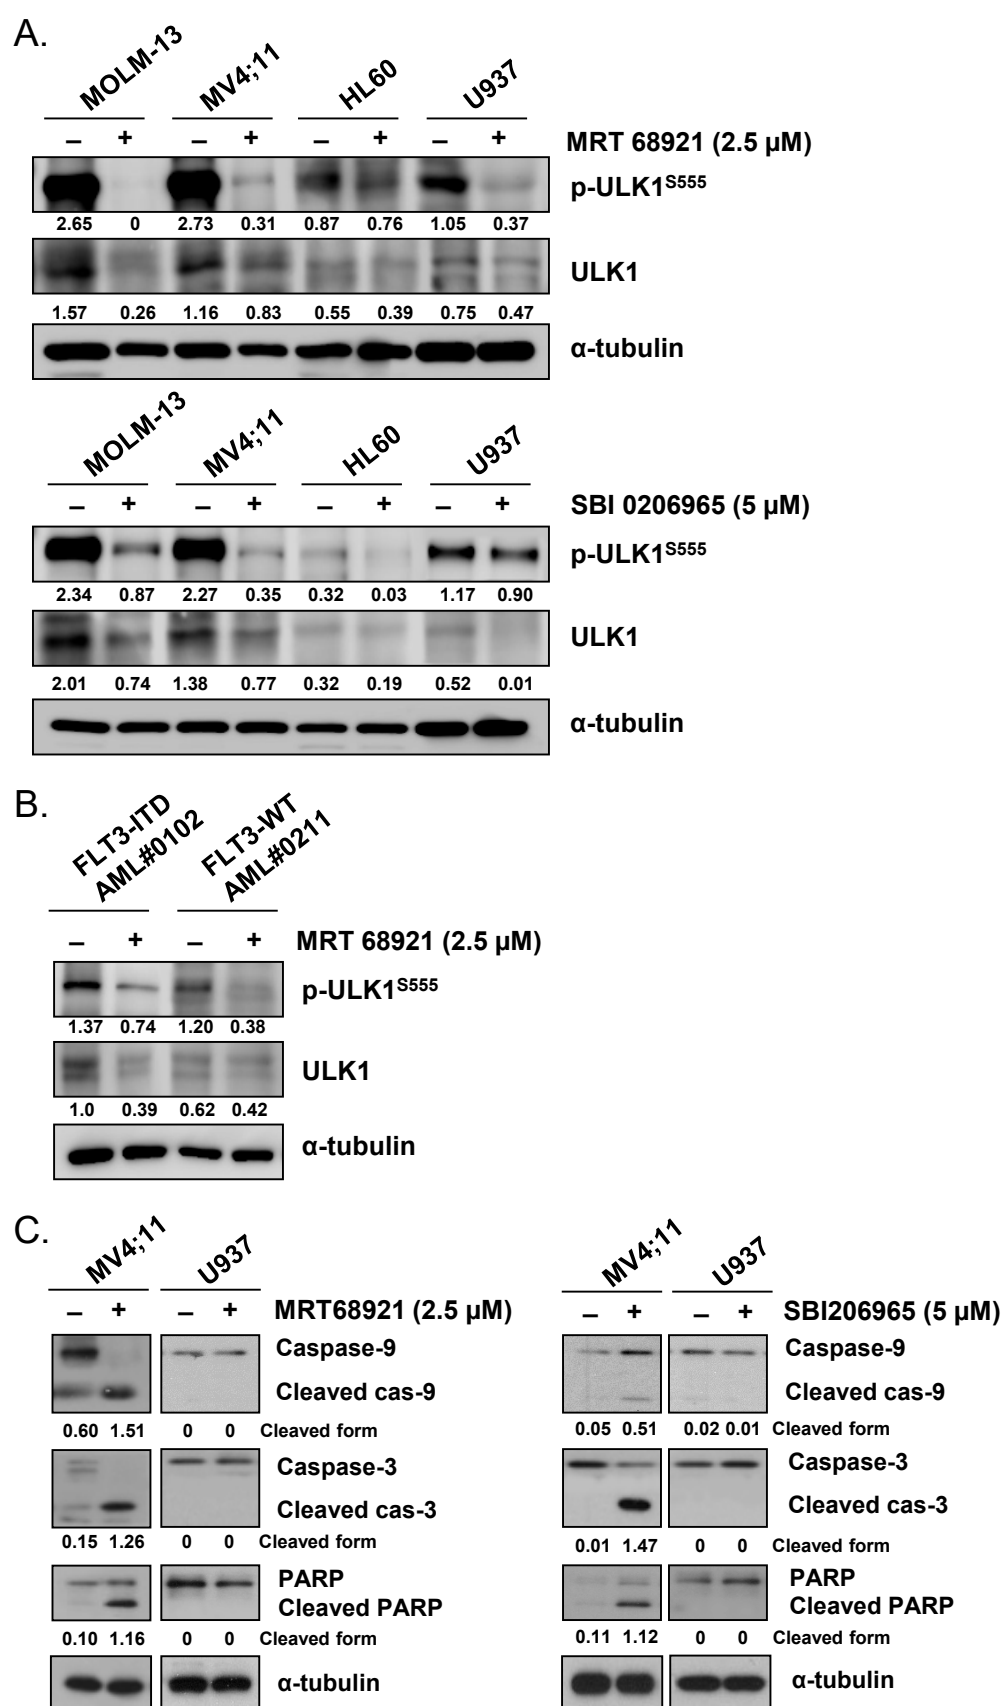 A.
MOLM-13 MV4;11 HL60 U937
– + – + – + – + MRT 68921 (2.5 µM)
p-ULK1S555
2.65 0 2.73 0.31 0.87 0.76 1.05 0.37
ULK1
1.57 0.26 1.16 0.83 0.55 0.39 0.75 0.47
α-tubulin
MOLM-13 MV4;11 HL60 U937
– + – + – + – + SBI 0206965 (5 µM)
p-ULK1S555
2.34 0.87 2.27 0.35 0.32 0.03 1.17 0.90
ULK1
2.01 0.74 1.38 0.77 0.32 0.19 0.52 0.01
α-tubulin
B.
FLT3-ITD AML#0102 FLT3-WT AML#0211
– + – + MRT 68921 (2.5 µM)
p-ULK1S555
1.37 0.74 1.20 0.38
ULK1
1.0 0.39 0.62 0.42
α-tubulin
C.
MV4;11 U937
– + – + MRT68921 (2.5 µM)
Caspase-9
Cleaved cas-9
0.60 1.51 0 0 Cleaved form
Caspase-3
Cleaved cas-3
0.15 1.26 0 0 Cleaved form
PARP
Cleaved PARP
0.10 1.16 0 0 Cleaved form
α-tubulin
MV4;11 U937
– + – + SBI206965 (5 µM)
Caspase-9
Cleaved cas-9
0.05 0.51 0.02 0.01 Cleaved form
Caspase-3
Cleaved cas-3
0.01 1.47 0 0 Cleaved form
PARP
Cleaved PARP
0.11 1.12 0 0 Cleaved form
α-tubulin